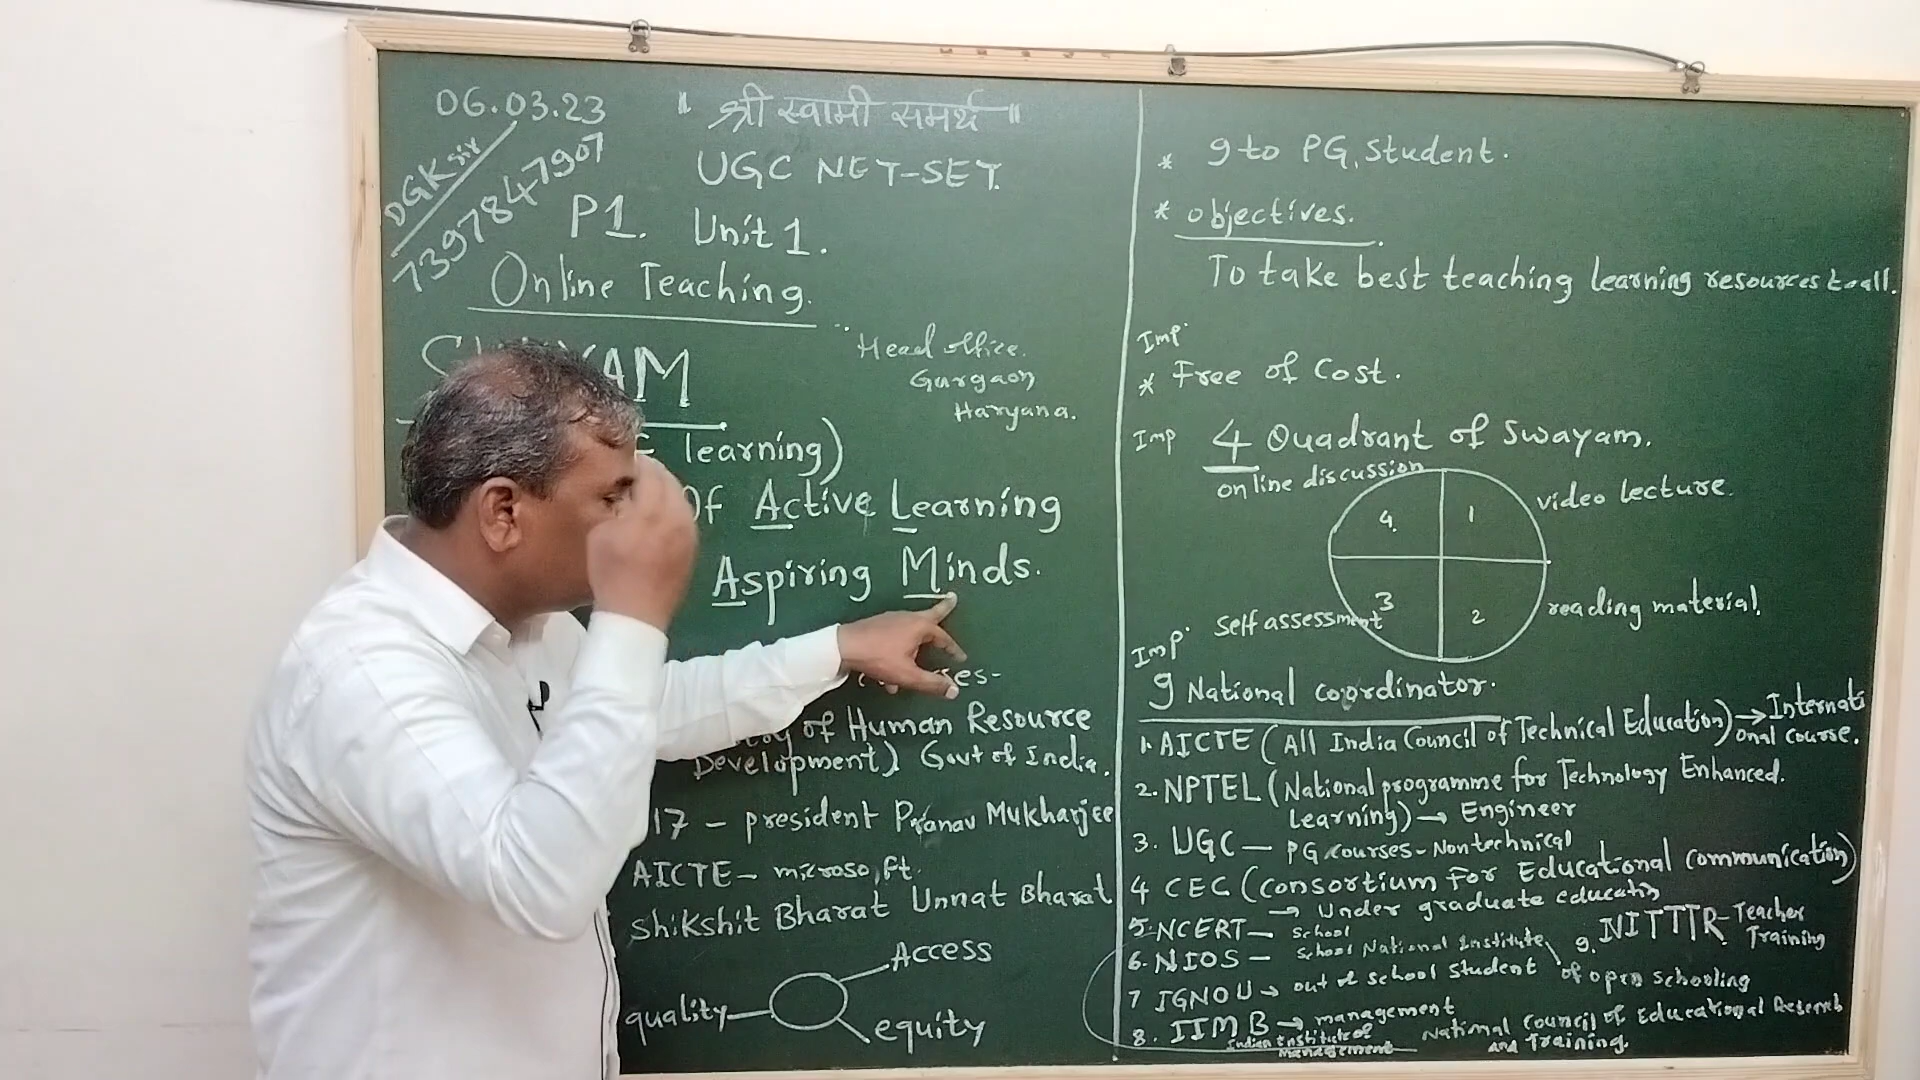 06.03.23
DGK sir
7397847907
" श्री स्वामी समर्थ "
UGC NET-SET.
P1. Unit 1.
Online Teaching.
Head office.
Gurgaon
Haryana.
learning)
Of Active Learning
Aspiring Minds.
of Human Resource
Development) Govt of India.
17 - president Pranav Mukharjee
AICTE - microsoft.
Shikshit Bharat Unnat Bharat
Access
quality
equity
* 9 to PG. Student.
* objectives.
To take best teaching learning resources to all.
Imp
* Free of Cost.
Imp 4 Quadrant of Swayam.
online discussion
video lecture.
4. 1
3 2
Self assessment
reading material.
Imp
9 National coordinator.
1. AICTE (All India Council of Technical Education) → International course.
2. NPTEL (National programme for Technology Enhanced.
Learning) → Engineer
3. UGC - PG courses - Nontechnical
4 CEC (consortium For Educational communication)
→ Under graduate education
5. NCERT - School
9. NITTTR - Teacher Training
6. NIOS - School National Institute of open schooling
7 IGNOU → out of school student
8. IIM B → management
Indian institute of management
National Council of Educational Research
and Training.